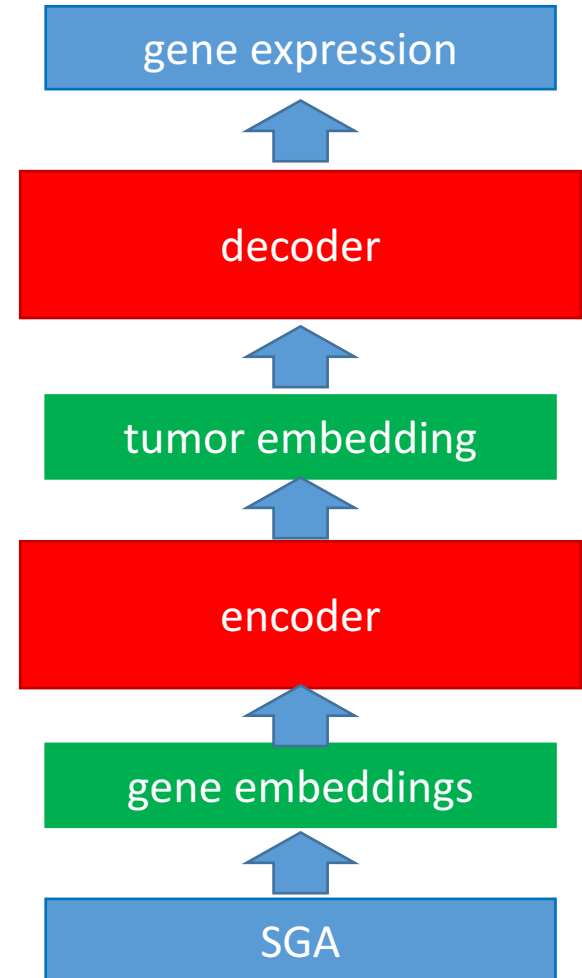 gene expression
decoder
tumor embedding
encoder
gene embeddings
SGA